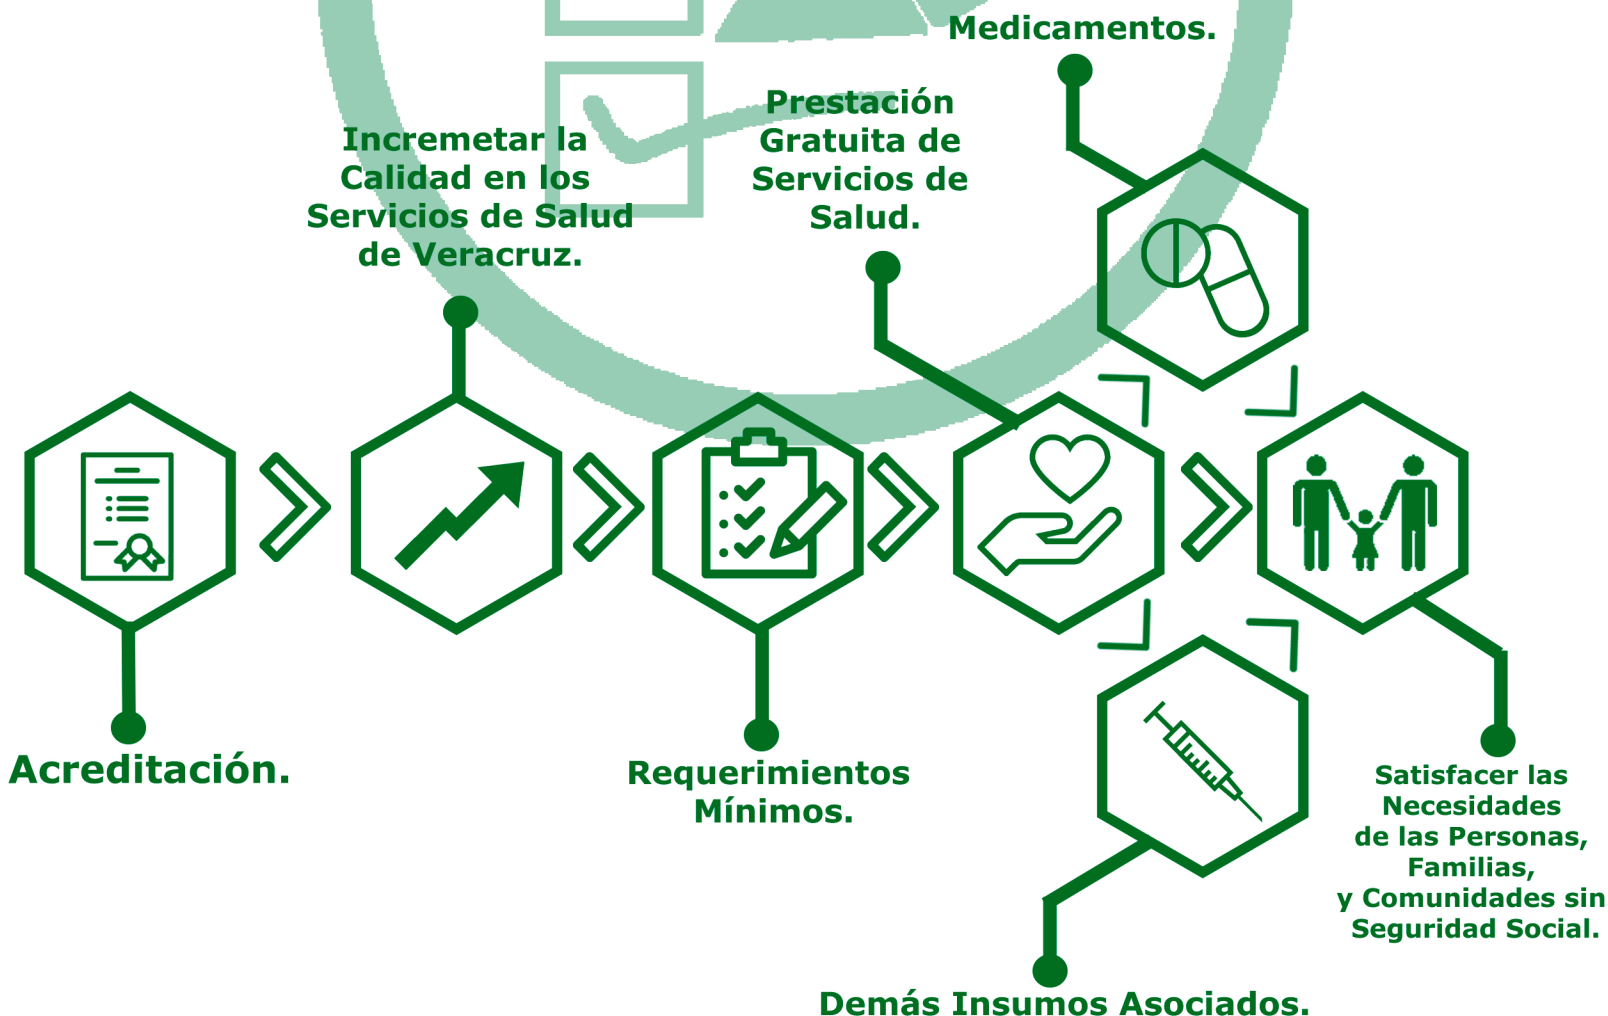 Acreditación.
Incremetar la
Calidad en los
Servicios de Salud
de Veracruz.
Requerimientos
Mínimos.
Prestación
Gratuita de
Servicios de
Salud.
Medicamentos.
Demás Insumos Asociados.
Satisfacer las
Necesidades
de las Personas,
Familias,
y Comunidades sin
Seguridad Social.